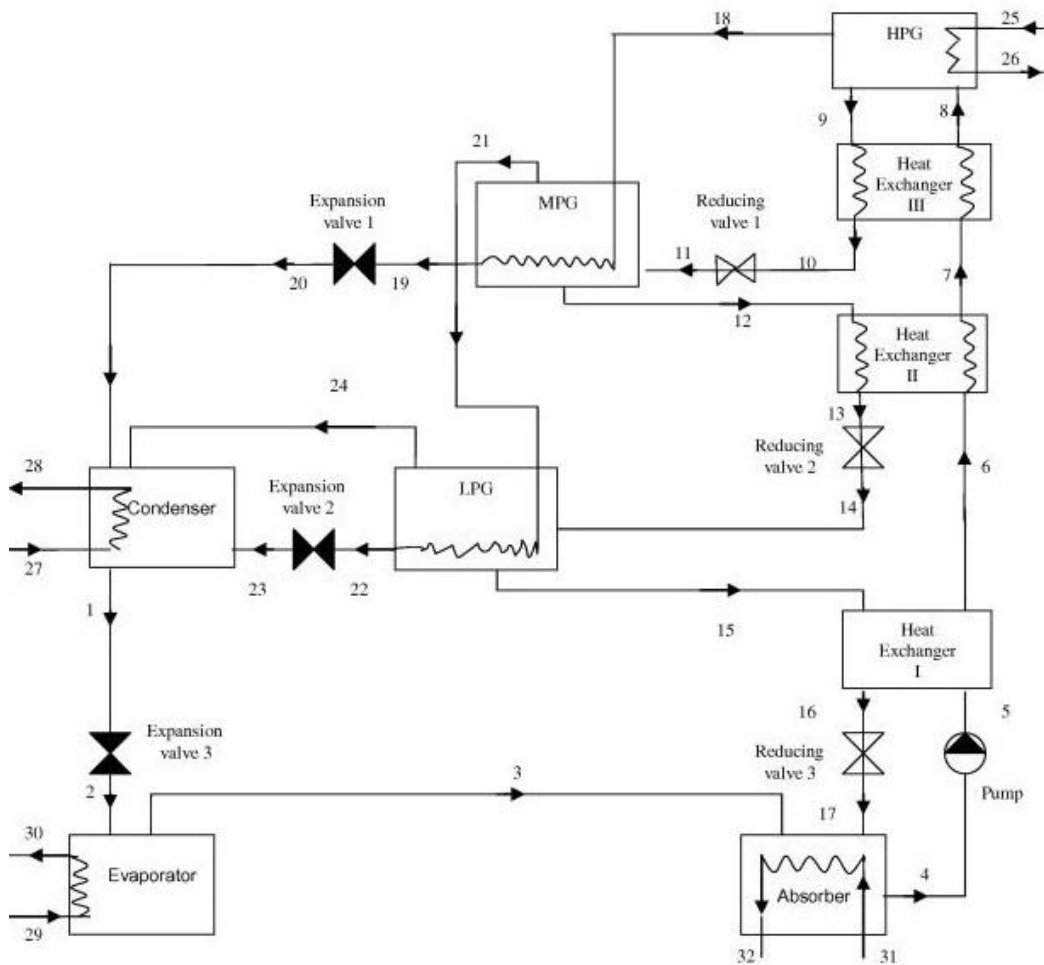 18
HPG
25
26
9
8
21
Heat
Exchanger
III
Expansion
valve 1
MPG
Reducing
valve 1
20
19
11
10
7
12
Heat
Exchanger
II
24
13
Reducing
valve 2
6
28
Condenser
Expansion
valve 2
LPG
14
27
23
22
1
15
Heat
Exchanger
I
16
5
Expansion
valve 3
Reducing
valve 3
3
2
17
Pump
30
Evaporator
4
Absorber
29
32
31